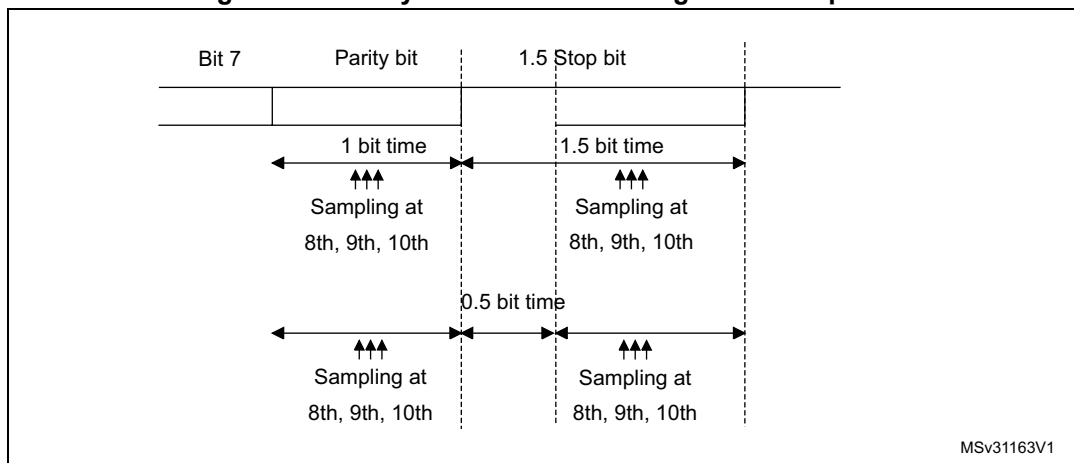 Bit 7 Parity bit 1.5 Stop bit
1 bit time 1.5 bit time
Sampling at Sampling at
8th, 9th, 10th 8th, 9th, 10th
0.5 bit time
Sampling at Sampling at
8th, 9th, 10th 8th, 9th, 10th
MSv31163V1